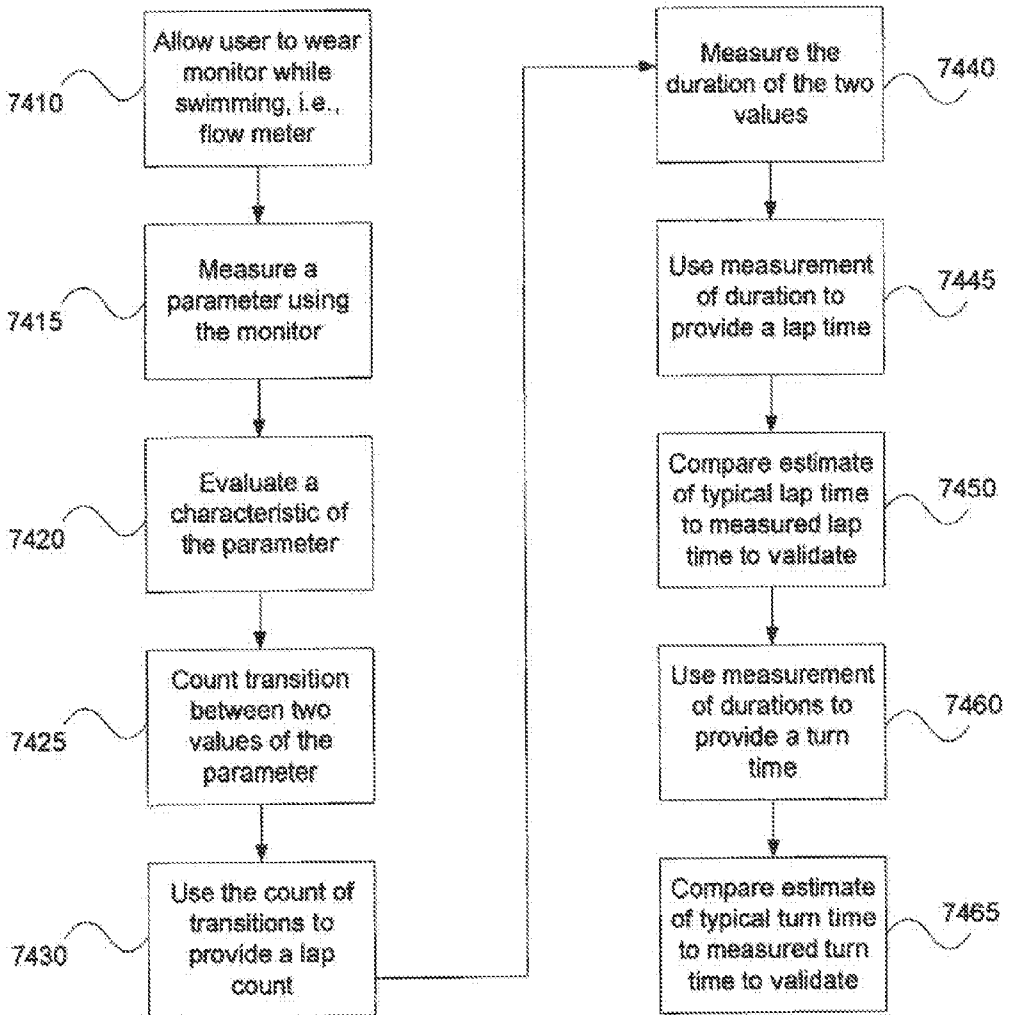 7410
Allow user to wear
monitor while
swimming, i.e.,
flow meter
7415
Measure a
parameter using
the monitor
7420
Evaluate a
characteristic of
the parameter
7425
Count transition
between two
values of the
parameter
7430
Use the count of
transitions to
provide a lap
count
Measure the
duration of the two
values
7440
Use measurement
of duration to
provide a lap time
7445
Compare estimate
of typical lap time
to measured lap
time to validate
7450
Use measurement
of durations to
provide a turn
time
7460
Compare estimate
of typical turn time
to measured turn
time to validate
7465